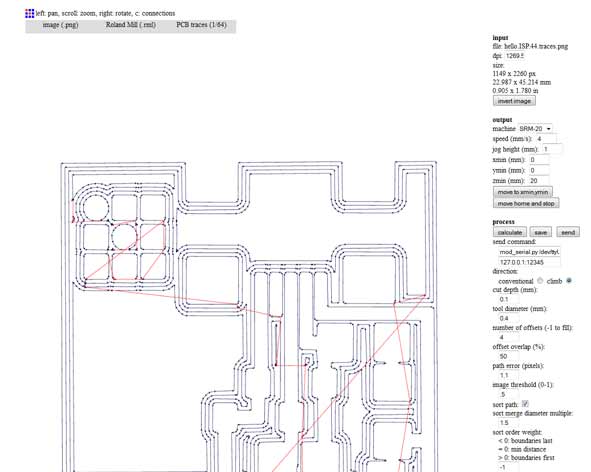 left: pan, scroll: zoom, right: rotate, c: connections
image (.png) Roland Mill (.rml) PCB traces (1/64)
input
file: hello.ISP.44.traces.png
dpi: 1269.5
size:
1149 x 2260 px
22.987 x 45.214 mm
0.905 x 1.780 in
invert image
output
machine SRM-20
speed (mm/s): 4
jog height (mm): 1
xmin (mm): 0
ymin (mm): 0
zmin (mm): 20
move to xmin,ymin
move home and stop
process
calculate save send
send command:
mod_serial.py /dev/ttyl
127.0.0.1:12345
direction:
conventional climb
cut depth (mm):
0.1
tool diameter (mm):
0.4
number of offsets (-1 to fill):
4
offset overlap (%):
50
path error (pixels):
1.1
image threshold (0-1):
.5
sort path:
sort merge diameter multiple:
1.5
sort order weight:
< 0: boundaries last
= 0: min distance
> 0: boundaries first
-1